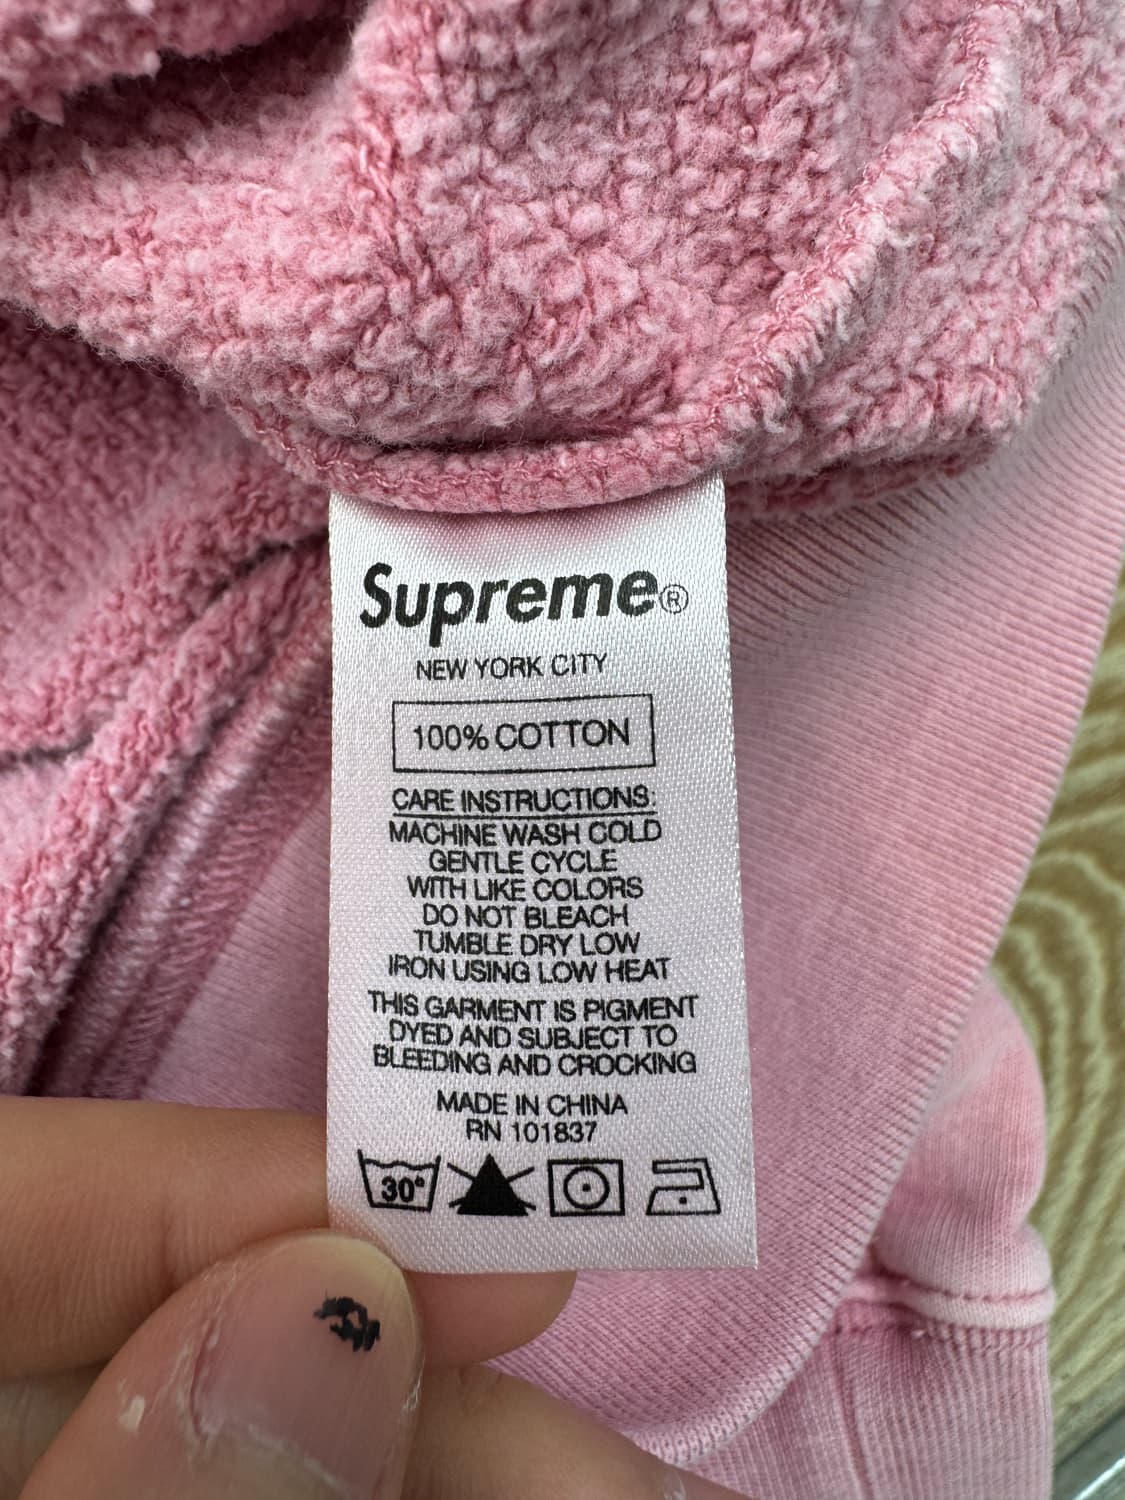 Supreme®
NEW YORK CITY
100% COTTON
CARE INSTRUCTIONS:
MACHINE WASH COLD
GENTLE CYCLE
WITH LIKE COLORS
DO NOT BLEACH
TUMBLE DRY LOW
IRON USING LOW HEAT
THIS GARMENT IS PIGMENT
DYED AND SUBJECT TO
BLEEDING AND CROCKING
MADE IN CHINA
RN 101837
30°